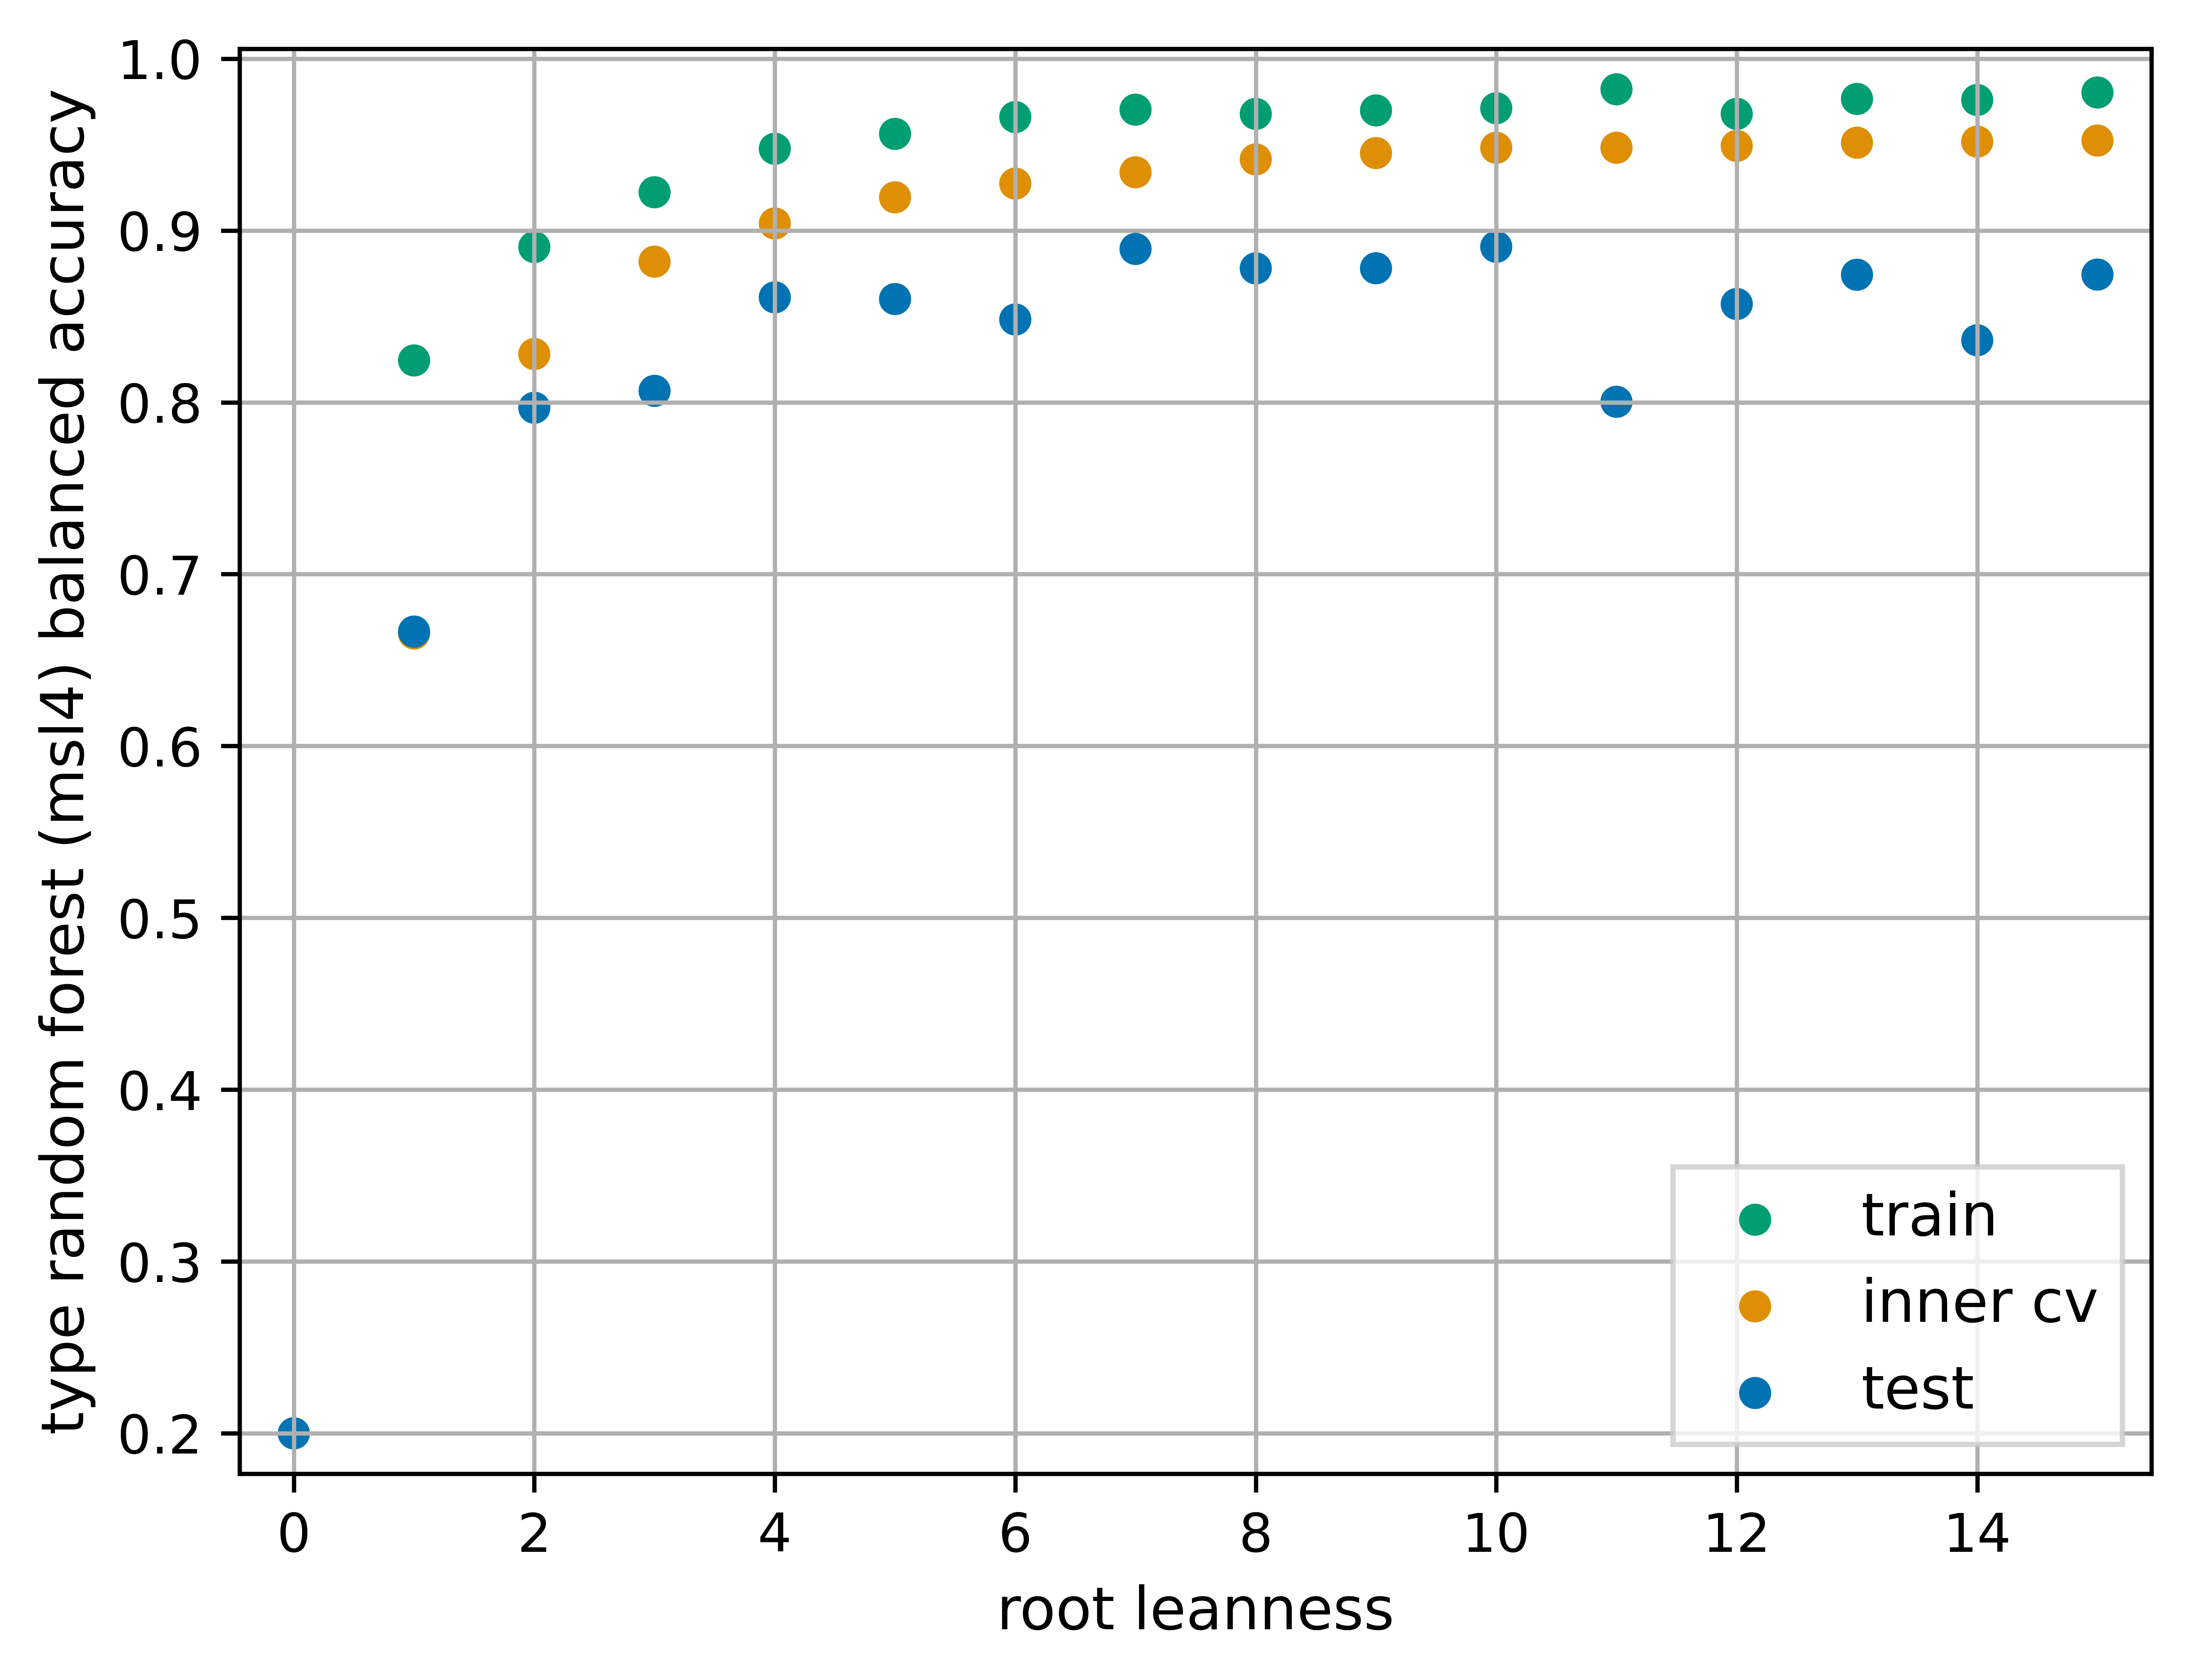 type random forest (msl4) balanced accuracy
1.0
0.9
0.8
0.7
0.6
0.5
0.4
0.3
0.2
train
inner cv
test
0 2 4 6 8 10 12 14
root leanness